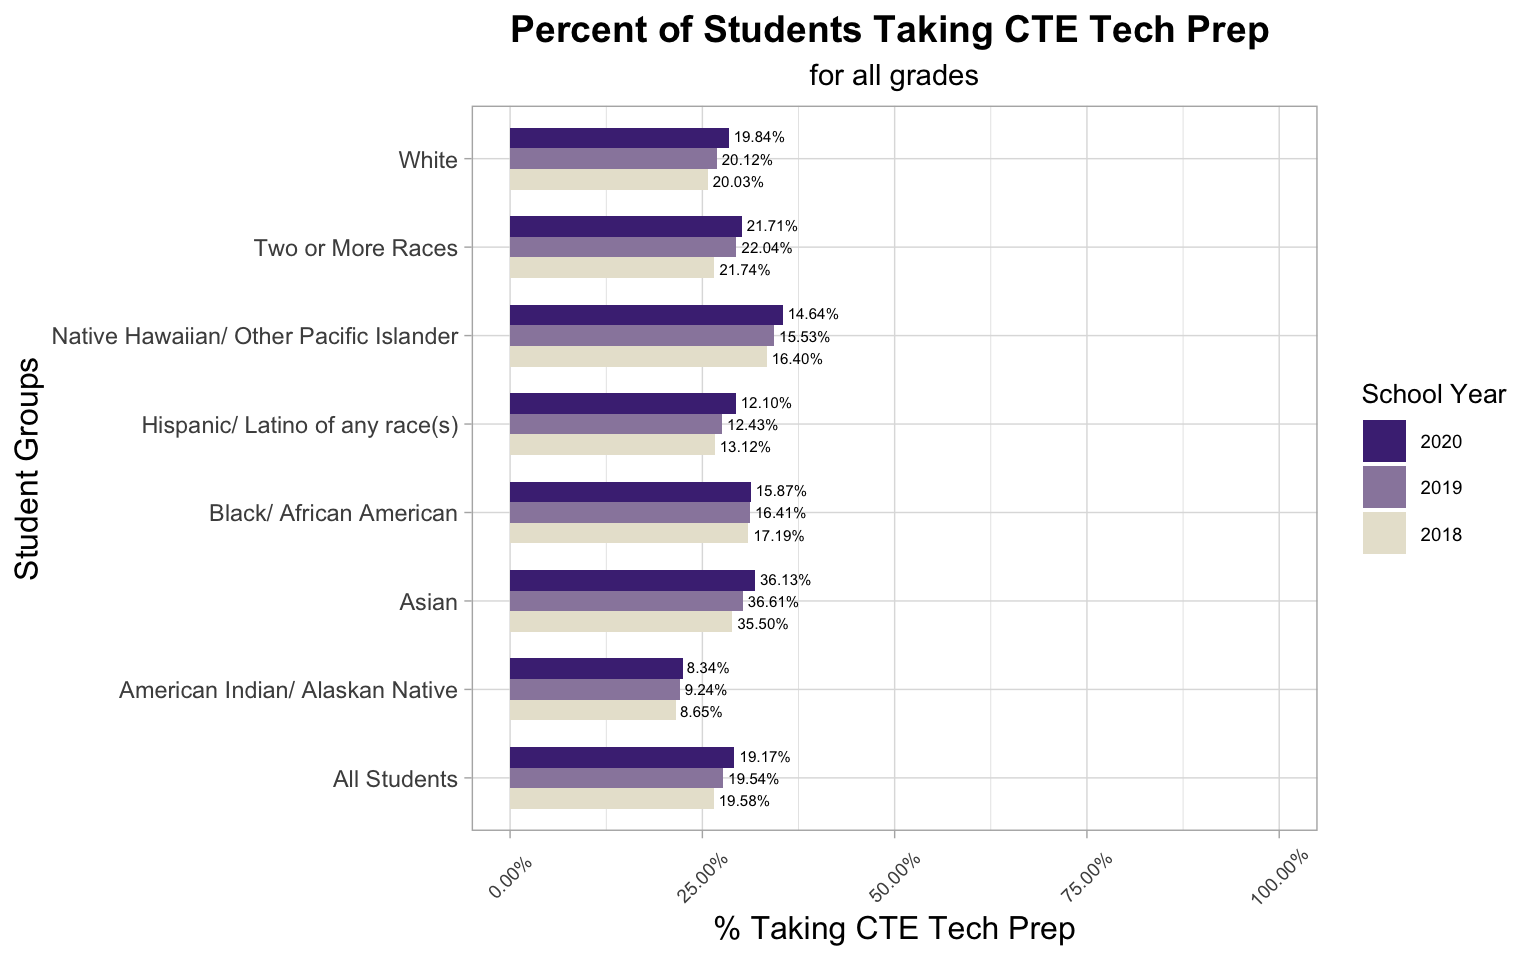 Percent of Students Taking CTE Tech Prep
for all grades
Student Groups
White
19.84%
20.12%
20.03%
Two or More Races
21.71%
22.04%
21.74%
Native Hawaiian/ Other Pacific Islander
14.64%
15.53%
16.40%
Hispanic/ Latino of any race(s)
12.10%
12.43%
13.12%
Black/ African American
15.87%
16.41%
17.19%
Asian
36.13%
36.61%
35.50%
American Indian/ Alaskan Native
8.34%
9.24%
8.65%
All Students
19.17%
19.54%
19.58%
0.00%
25.00%
50.00%
75.00%
100.00%
% Taking CTE Tech Prep
School Year
2020
2019
2018